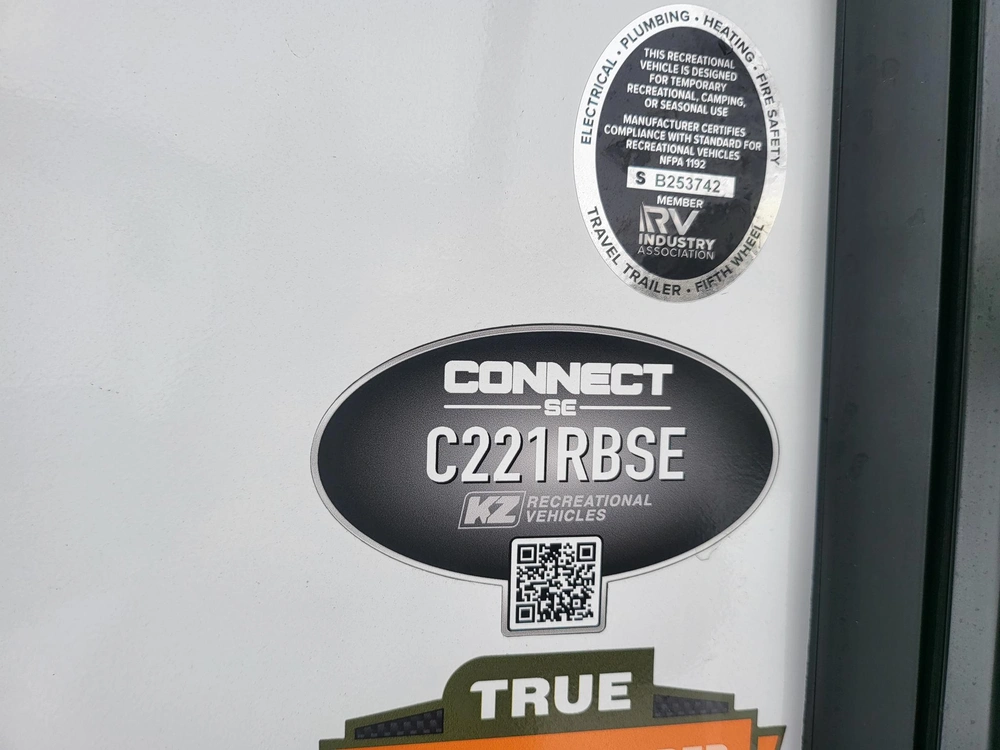 ELECTRICAL • PLUMBING • HEATING • FIRE SAFETY
THIS RECREATIONAL
VEHICLE IS DESIGNED
FOR TEMPORARY
RECREATIONAL, CAMPING,
OR SEASONAL USE
MANUFACTURER CERTIFIES
COMPLIANCE WITH STANDARD FOR
RECREATIONAL VEHICLES
NFPA 1192
S B253742
MEMBER
RV
INDUSTRY
ASSOCIATION
TRAVEL TRAILER • FIFTH WHEEL
CONNECT
SE
C221RBSE
KZ RECREATIONAL
VEHICLES
TRUE